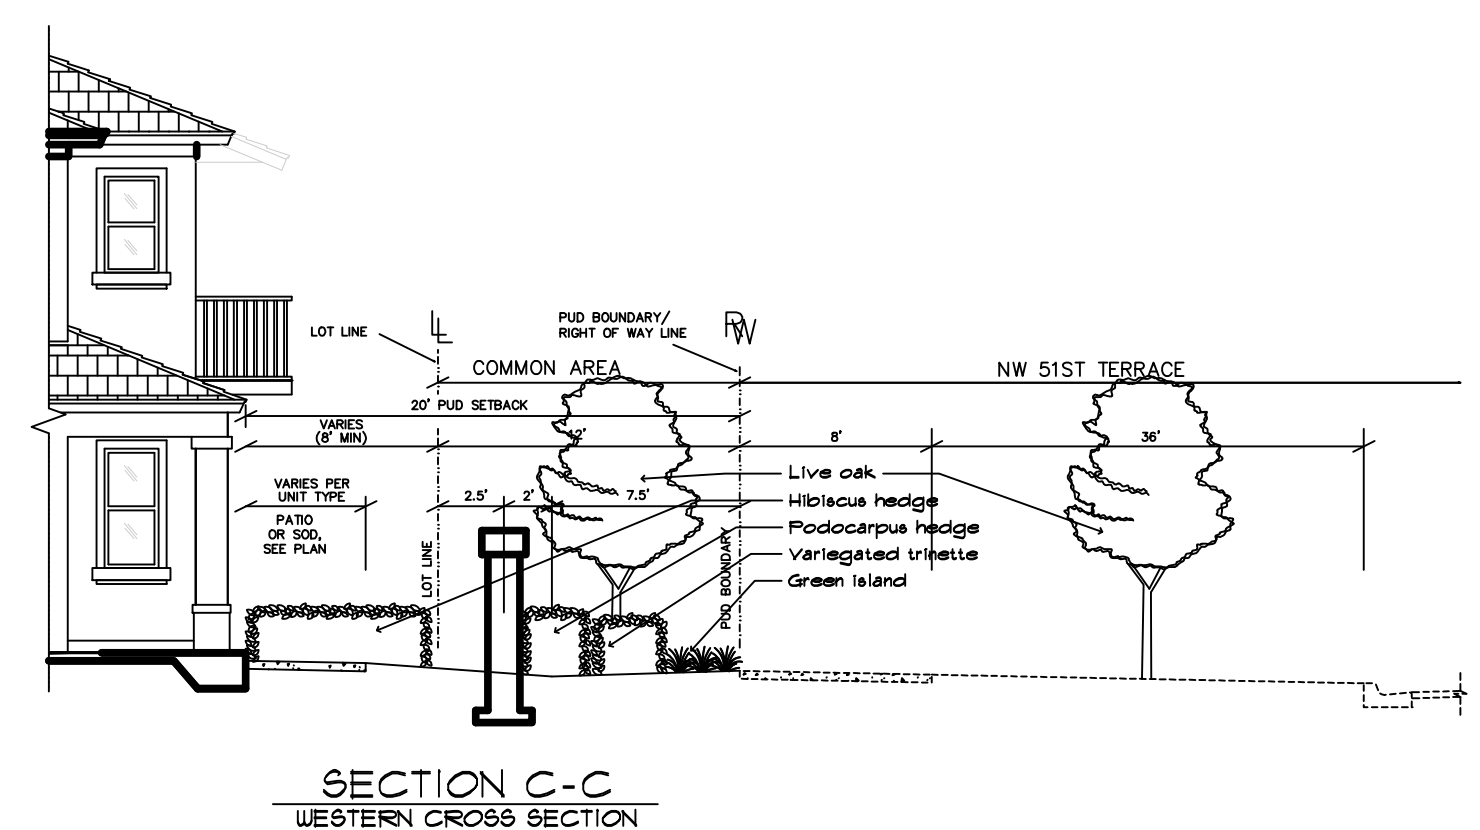 PUD BOUNDARY/
RIGHT OF WAY LINE
LOT LINE
LL
RW
COMMON AREA
NW 51ST TERRACE
20' PUD SETBACK
VARIES
(8' MIN)
12'
8'
36'
VARIES PER
UNIT TYPE
2.5'
2'
7.5'
PATIO
OR SOD,
SEE PLAN
LOT LINE
PUD BOUNDARY
Live oak
Hibiscus hedge
Podocarpus hedge
Variegated trinette
Green island
SECTION C-C
WESTERN CROSS SECTION